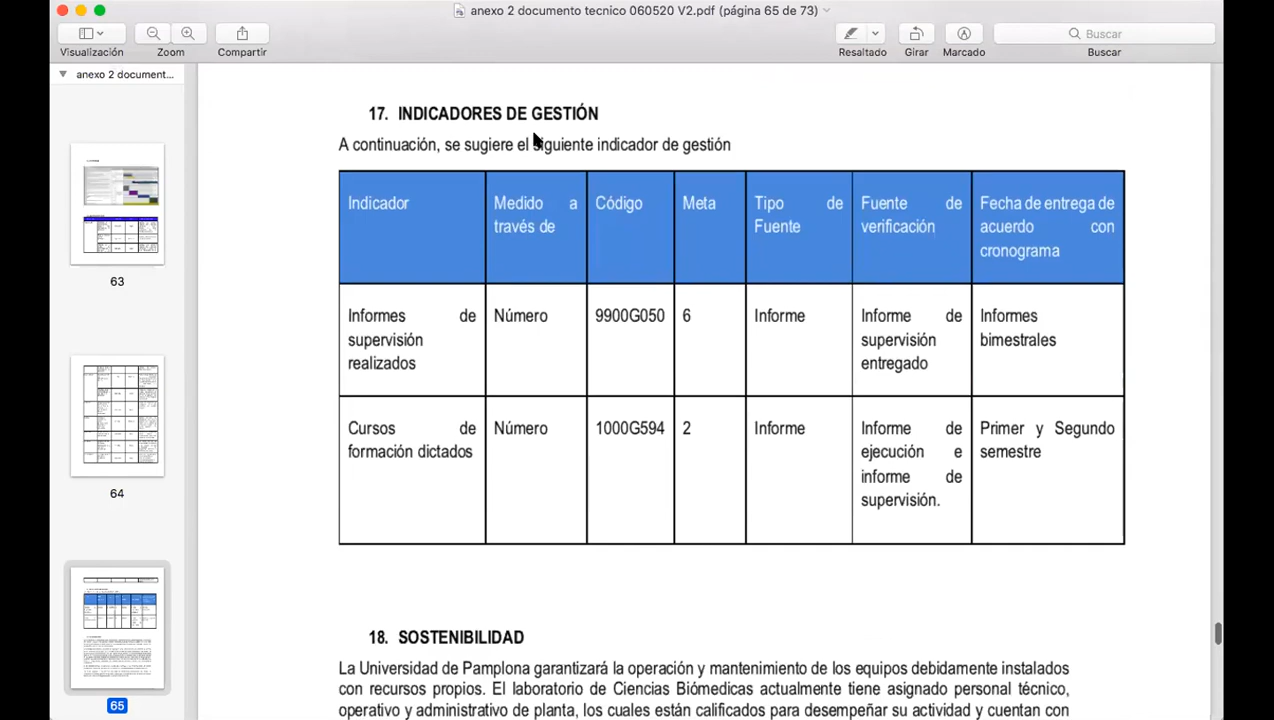 anexo 2 documento tecnico 060520 V2.pdf (página 65 de 73)
Visualización
Zoom
Compartir
Resaltado
Girar
Marcado
Buscar
Buscar
anexo 2 document...
63
64
65
17. INDICADORES DE GESTIÓN
A continuación, se sugiere el siguiente indicador de gestión
Indicador
Medido a
través de
Código
Meta
Tipo de
Fuente
Fuente de
verificación
Fecha de entrega de
acuerdo con
cronograma
Informes de
supervisión
realizados
Número
9900G050
6
Informe
Informe de
supervisión
entregado
Informes
bimestrales
Cursos de
formación dictados
Número
1000G594
2
Informe
Informe de
ejecución e
informe de
supervisión.
Primer y Segundo
semestre
18. SOSTENIBILIDAD
La Universidad de Pamplona garantizará la operación y mantenimiento de los equipos debidamente instalados
con recursos propios. El laboratorio de Ciencias Biómedicas actualmente tiene asignado personal técnico,
operativo y administrativo de planta, los cuales están calificados para desempeñar su actividad y cuentan con